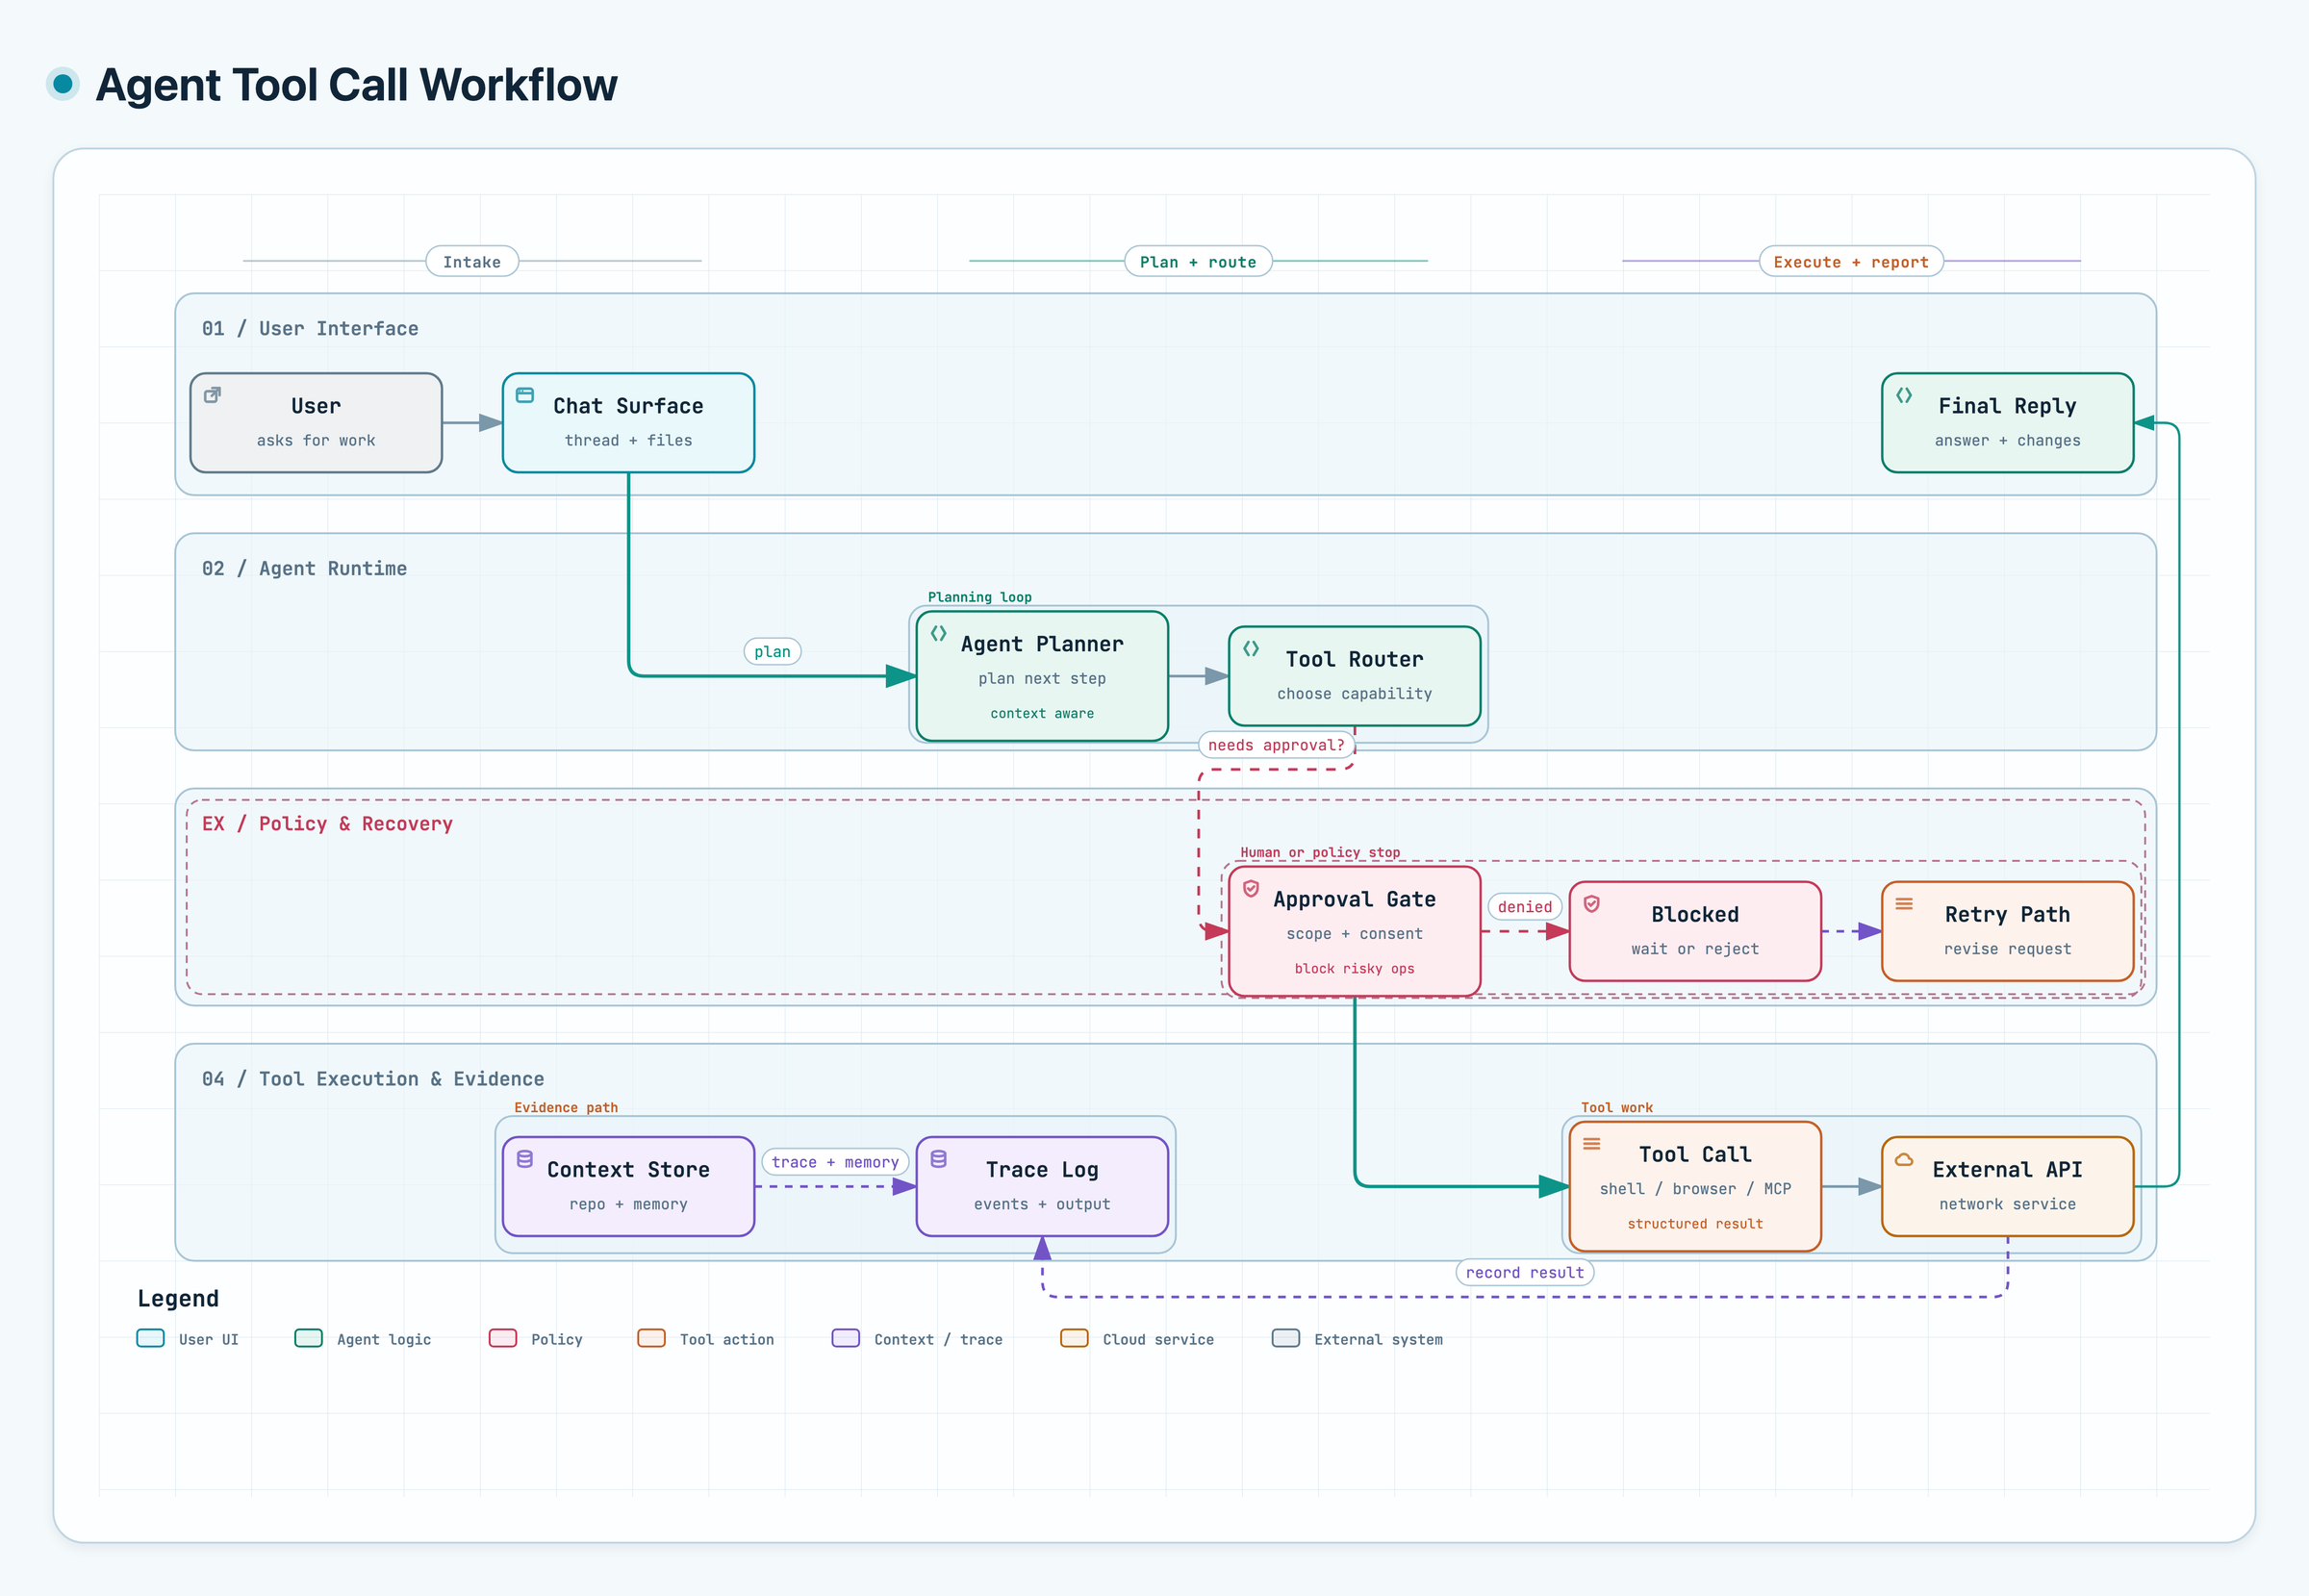 Agent Tool Call Workflow
Intake
Plan + route
Execute + report
01 / User Interface
User
asks for work
Chat Surface
thread + files
Final Reply
answer + changes
02 / Agent Runtime
Planning loop
plan
Agent Planner
plan next step
context aware
Tool Router
choose capability
needs approval?
EX / Policy & Recovery
Human or policy stop
Approval Gate
scope + consent
block risky ops
denied
Blocked
wait or reject
Retry Path
revise request
04 / Tool Execution & Evidence
Evidence path
Context Store
repo + memory
trace + memory
Trace Log
events + output
Tool work
Tool Call
shell / browser / MCP
structured result
External API
network service
record result
Legend
User UI
Agent logic
Policy
Tool action
Context / trace
Cloud service
External system